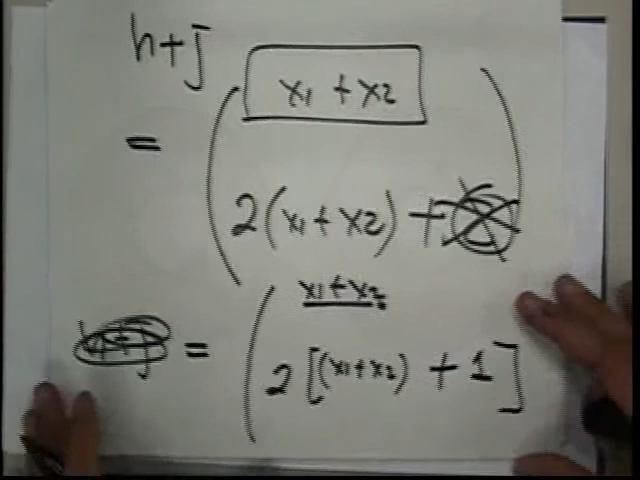 h+j
= ( x1 + x2 )
2(x1 + x2) +
= ( x1 + x2
2[(x1+x2) + 1]